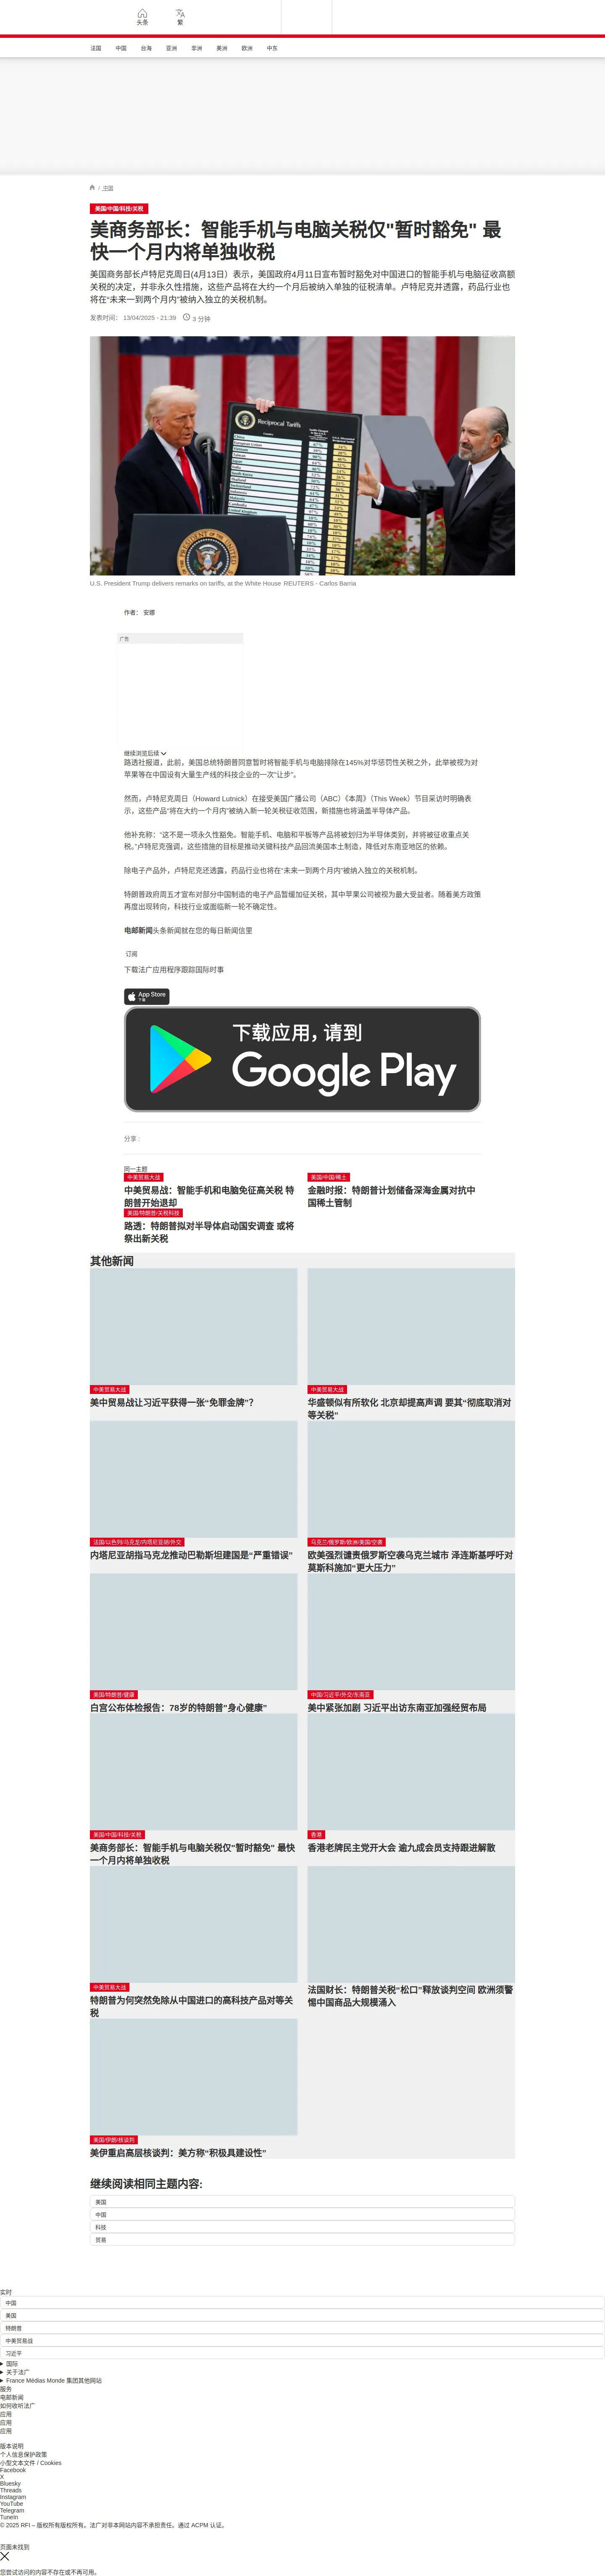 头条
繁
法国
中国
台海
亚洲
非洲
美洲
欧洲
中东
/ 中国
美国/中国/科技/关税
美商务部长：智能手机与电脑关税仅"暂时豁免" 最
快一个月内将单独收税
美国商务部长卢特尼克周日(4月13日）表示，美国政府4月11日宣布暂时豁免对中国进口的智能手机与电脑征收高额
关税的决定，并非永久性措施，这些产品将在大约一个月后被纳入单独的征税清单。卢特尼克并透露，药品行业也
将在“未来一到两个月内”被纳入独立的关税机制。
发表时间： 13/04/2025 - 21:39
3 分钟
Reciprocal Tariffs
U.S. President Trump delivers remarks on tariffs, at the White House REUTERS - Carlos Barria
作者： 安娜
广告
继续浏览后续
路透社报道，此前，美国总统特朗普同意暂时将智能手机与电脑排除在145%对华惩罚性关税之外，此举被视为对
苹果等在中国设有大量生产线的科技企业的一次“让步”。
然而，卢特尼克周日（Howard Lutnick）在接受美国广播公司（ABC）《本周》（This Week）节目采访时明确表
示，这些产品“将在大约一个月内”被纳入新一轮关税征收范围，新措施也将涵盖半导体产品。
他补充称：“这不是一项永久性豁免。智能手机、电脑和平板等产品将被划归为半导体类别，并将被征收重点关
税。”卢特尼克强调，这些措施的目标是推动关键科技产品回流美国本土制造，降低对东南亚地区的依赖。
除电子产品外，卢特尼克还透露，药品行业也将在“未来一到两个月内”被纳入独立的关税机制。
特朗普政府周五才宣布对部分中国制造的电子产品暂缓加征关税，其中苹果公司被视为最大受益者。随着美方政策
再度出现转向，科技行业或面临新一轮不确定性。
电邮新闻头条新闻就在您的每日新闻信里
订阅
下载法广应用程序跟踪国际时事
App Store
下载
下载应用，请到
Google Play
分享 :
同一主题
中美贸易大战
中美贸易战：智能手机和电脑免征高关税 特
朗普开始退却
美国/中国/稀土
金融时报：特朗普计划储备深海金属对抗中
国稀土管制
美国/特朗普/关税科技
路透：特朗普拟对半导体启动国安调查 或将
祭出新关税
其他新闻
中美贸易大战
美中贸易战让习近平获得一张“免罪金牌”？
中美贸易大战
华盛顿似有所软化 北京却提高声调 要其“彻底取消对
等关税”
法国/以色列/马克龙/内塔尼亚胡/外交
内塔尼亚胡指马克龙推动巴勒斯坦建国是“严重错误”
乌克兰/俄罗斯/欧洲/美国/空袭
欧美强烈谴责俄罗斯空袭乌克兰城市 泽连斯基呼吁对
莫斯科施加“更大压力”
美国/特朗普/健康
白宫公布体检报告：78岁的特朗普“身心健康”
中国/习近平/外交/东南亚
美中紧张加剧 习近平出访东南亚加强经贸布局
美国/中国/科技/关税
美商务部长：智能手机与电脑关税仅"暂时豁免" 最快
一个月内将单独收税
香港
香港老牌民主党开大会 逾九成会员支持跟进解散
中美贸易大战
特朗普为何突然免除从中国进口的高科技产品对等关
税
法国财长：特朗普关税“松口”释放谈判空间 欧洲须警
惕中国商品大规模涌入
美国/伊朗/核谈判
美伊重启高层核谈判：美方称“积极具建设性”
继续阅读相同主题内容:
美国
中国
科技
贸易
实时
中国
美国
特朗普
中美贸易战
习近平
国际
关于法广
France Médias Monde 集团其他网站
服务
电邮新闻
如何收听法广
应用
应用
应用
版本说明
个人信息保护政策
小型文本文件 / Cookies
Facebook
X
Bluesky
Threads
Instagram
YouTube
Telegram
TuneIn
© 2025 RFI – 版权所有版权所有。法广对非本网站内容不承担责任。通过 ACPM 认证。
页面未找到
您尝试访问的内容不存在或不再可用。